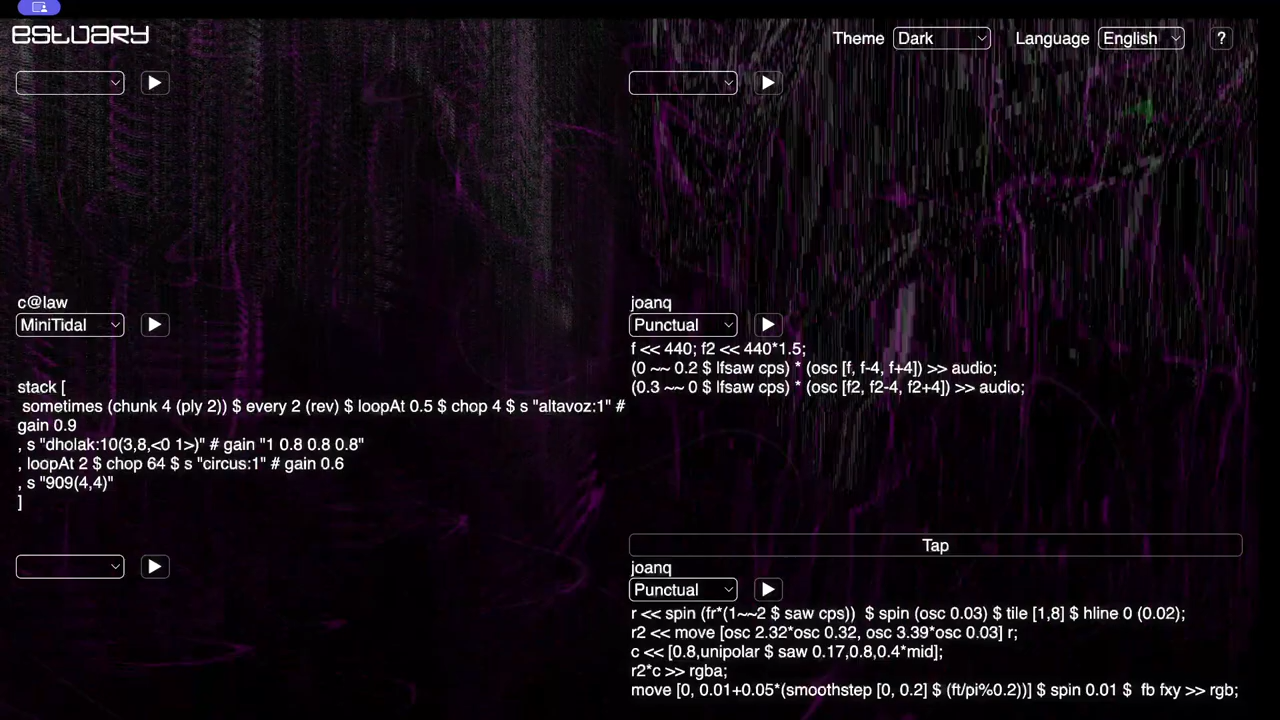 estuary
Theme Dark Language English ?
c@law
MiniTidal
stack [
sometimes (chunk 4 (ply 2)) $ every 2 (rev) $ loopAt 0.5 $ chop 4 $ s "altavoz:1" #
gain 0.9
, s "dholak:10(3,8,<0 1>)" # gain "1 0.8 0.8 0.8"
, loopAt 2 $ chop 64 $ s "circus:1" # gain 0.6
, s "909(4,4)"
]
joanq
Punctual
f << 440; f2 << 440*1.5;
(0 ~~ 0.2 $ lfsaw cps) * (osc [f, f-4, f+4]) >> audio;
(0.3 ~~ 0 $ lfsaw cps) * (osc [f2, f2-4, f2+4]) >> audio;
Tap
joanq
Punctual
r << spin (fr*(1~~2 $ saw cps))  $ spin (osc 0.03) $ tile [1,8] $ hline 0 (0.02);
r2 << move [osc 2.32*osc 0.32, osc 3.39*osc 0.03] r;
c << [0.8,unipolar $ saw 0.17,0.8,0.4*mid];
r2*c >> rgba;
move [0, 0.01+0.05*(smoothstep [0, 0.2] $ (ft/pi%0.2))] $ spin 0.01 $  fb fxy >> rgb;